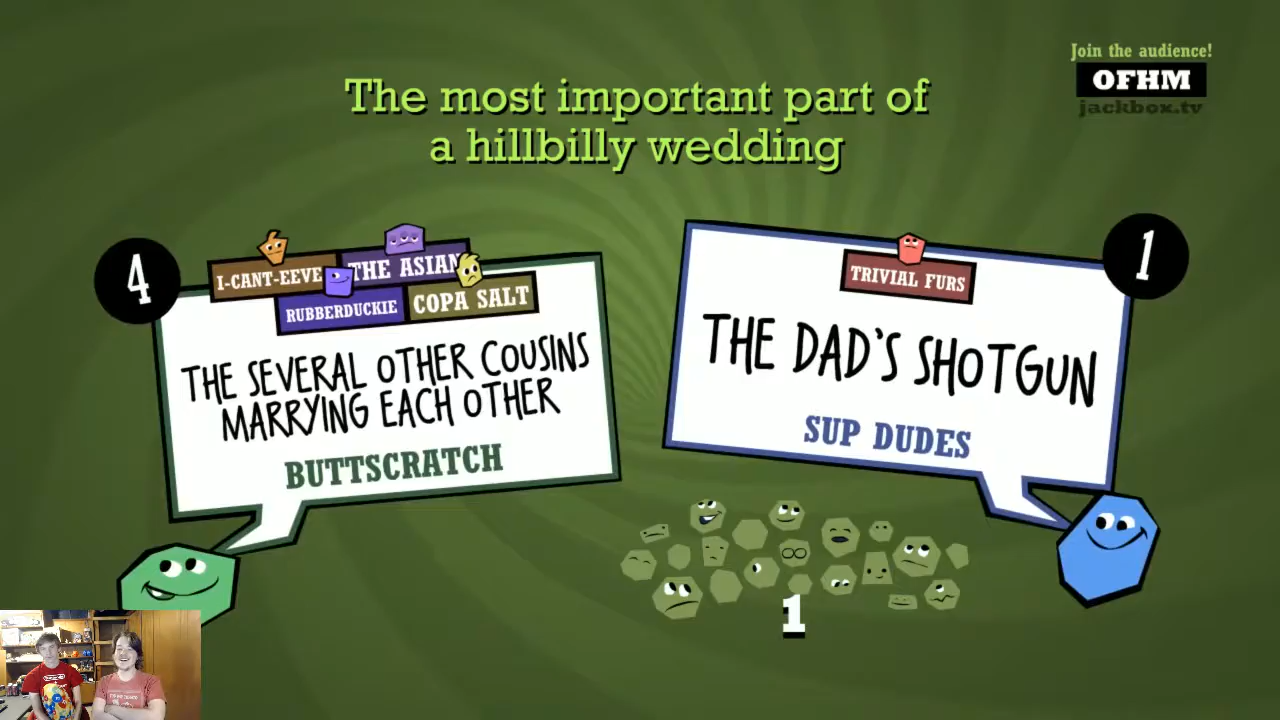 Join the audience!
OFHM
jackbox.tv
The most important part of
a hillbilly wedding
4
I-CANT-EEVE
THE ASIAN
RUBBERDUCKIE
COPA SALT
THE SEVERAL OTHER COUSINS
MARRYING EACH OTHER
BUTTSCRATCH
1
TRIVIAL FURS
THE DAD'S SHOTGUN
SUP DUDES
1